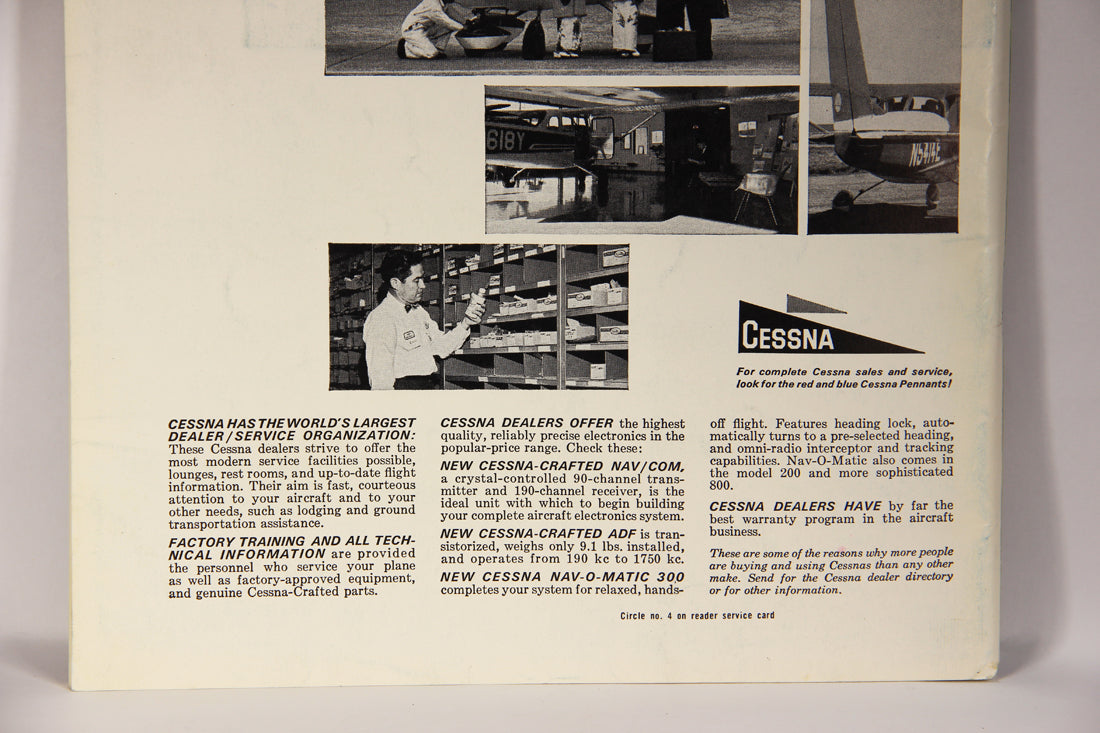 618Y
N5414E
CESSNA
For complete Cessna sales and service,
look for the red and blue Cessna Pennants!
CESSNA HAS THE WORLD'S LARGEST
DEALER/SERVICE ORGANIZATION:
These Cessna dealers strive to offer the
most modern service facilities possible,
lounges, rest rooms, and up-to-date flight
information. Their aim is fast, courteous
attention to your aircraft and to your
other needs, such as lodging and ground
transportation assistance.
FACTORY TRAINING AND ALL TECH-
NICAL INFORMATION are provided
the personnel who service your plane
as well as factory-approved equipment,
and genuine Cessna-Crafted parts.
CESSNA DEALERS OFFER the highest
quality, reliably precise electronics in the
popular-price range. Check these:
NEW CESSNA-CRAFTED NAV/COM,
a crystal-controlled 90-channel trans-
mitter and 190-channel receiver, is the
ideal unit with which to begin building
your complete aircraft electronics system.
NEW CESSNA-CRAFTED ADF is tran-
sistorized, weighs only 9.1 lbs. installed,
and operates from 190 kc to 1750 kc.
NEW CESSNA NAV-O-MATIC 300
completes your system for relaxed, hands-
off flight. Features heading lock, auto-
matically turns to a pre-selected heading,
and omni-radio interceptor and tracking
capabilities. Nav-O-Matic also comes in
the model 200 and more sophisticated
800.
CESSNA DEALERS HAVE by far the
best warranty program in the aircraft
business.
These are some of the reasons why more people
are buying and using Cessnas than any other
make. Send for the Cessna dealer directory
or for other information.
Circle no. 4 on reader service card